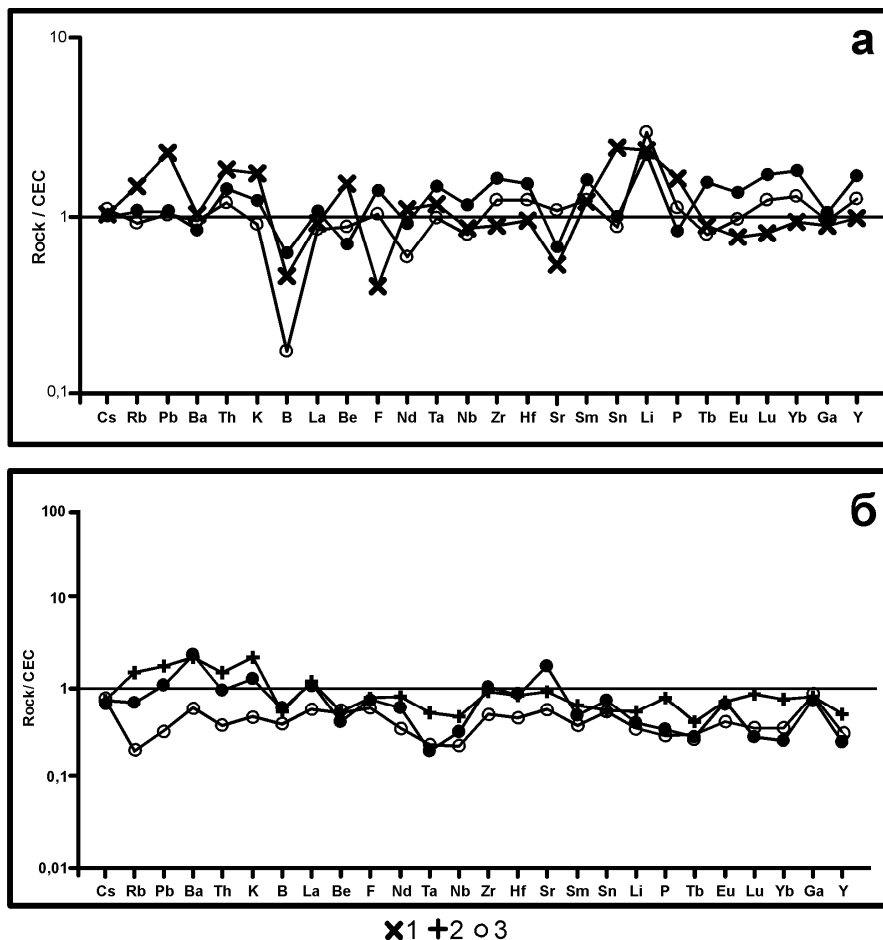 а
10
1
0,1
Rock / CEC
Cs Rb Pb Ba Th K B La Be F Nd Ta Nb Zr Hf Sr Sm Sn Li P Tb Eu Lu Yb Ga Y
б
100
10
1
0,1
0,01
Rock/ CEC
Cs Rb Pb Ba Th K B La Be F Nd Ta Nb Zr Hf Sr Sm Sn Li P Tb Eu Lu Yb Ga Y
1 2 3